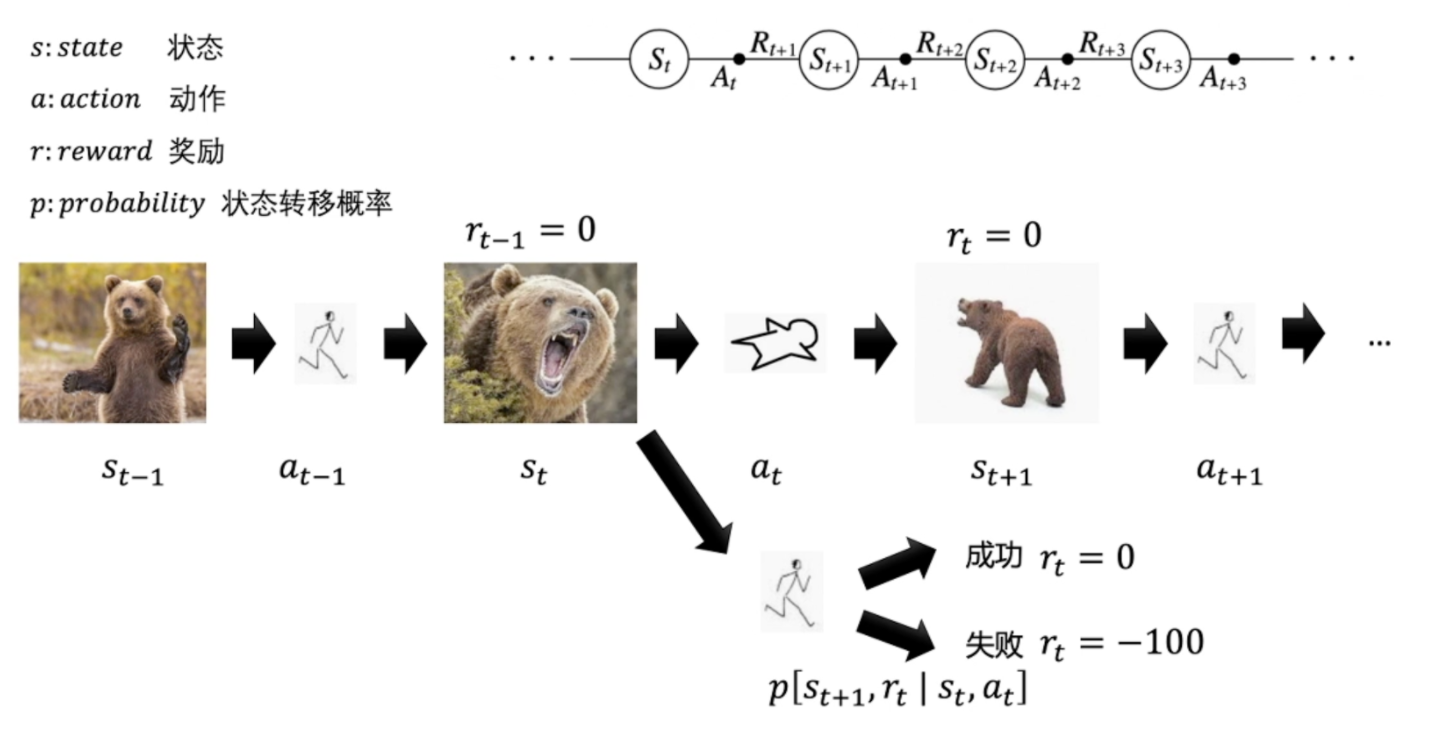 s: state 状态
a: action 动作
r: reward 奖励
p: probability 状态转移概率
··· S_t A_t R_{t+1} S_{t+1} A_{t+1} R_{t+2} S_{t+2} A_{t+2} R_{t+3} S_{t+3} A_{t+3} ···
r_{t−1} = 0
r_t = 0
...
s_{t−1} a_{t−1} s_t a_t s_{t+1} a_{t+1}
成功 r_t = 0
失败 r_t = −100
p[s_{t+1}, r_t | s_t, a_t]